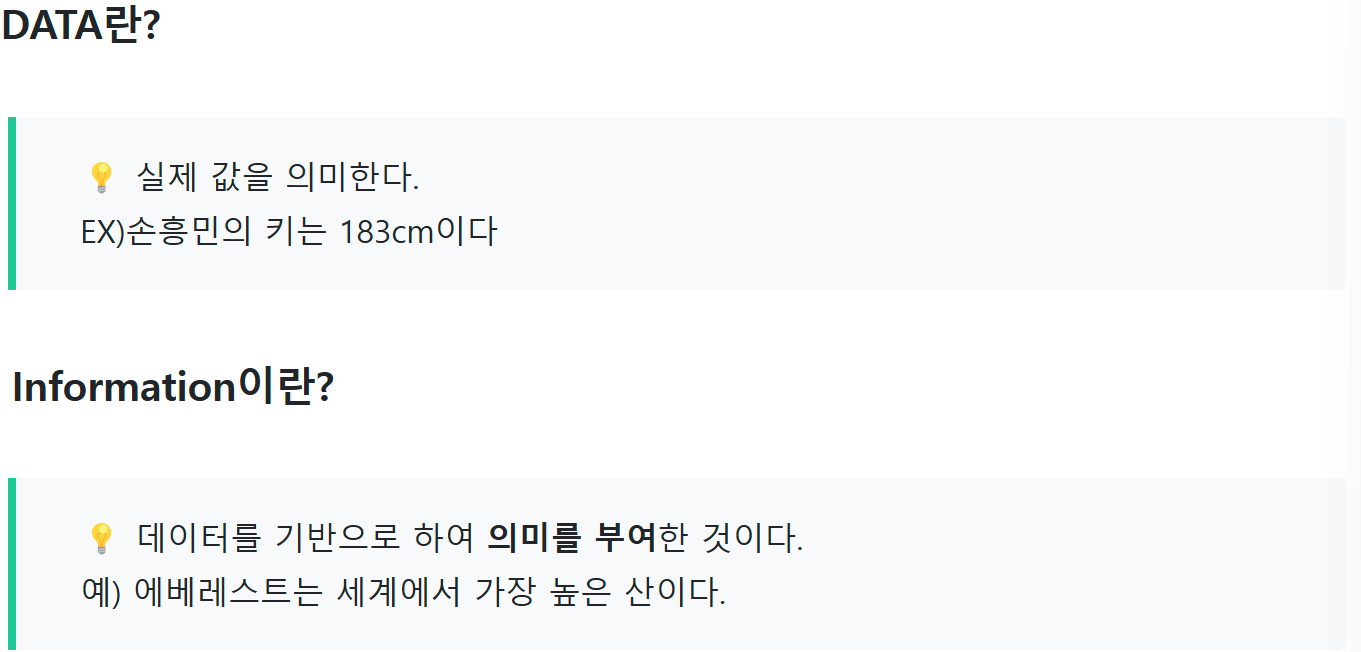 DATA란?
💡 실제 값을 의미한다.
EX)손흥민의 키는 183cm이다
Information이란?
💡 데이터를 기반으로 하여 의미를 부여한 것이다.
예) 에베레스트는 세계에서 가장 높은 산이다.